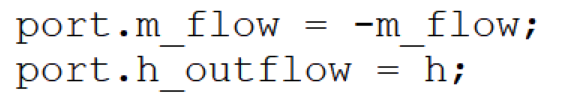 port.m_flow = -m_flow;
port.h_outflow = h;